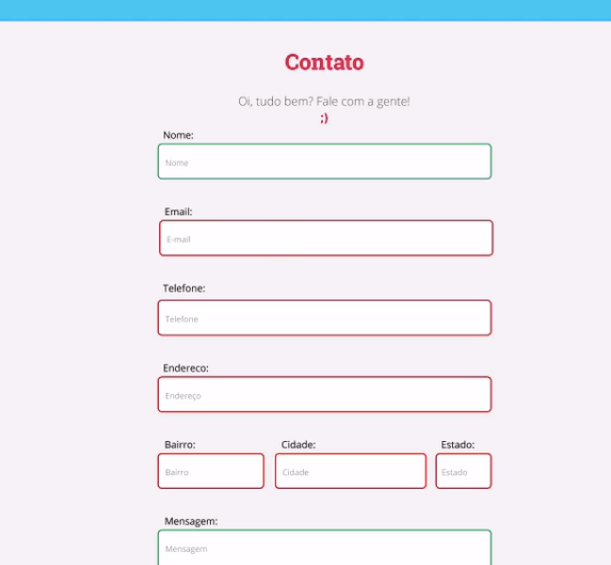 Contato
Oi, tudo bem? Fale com a gente!
;)
Nome:
Nome
Email:
E-mail
Telefone:
Telefone
Endereco:
Endereço
Bairro: Cidade: Estado:
Bairro Cidade Estado
Mensagem:
Mensagem